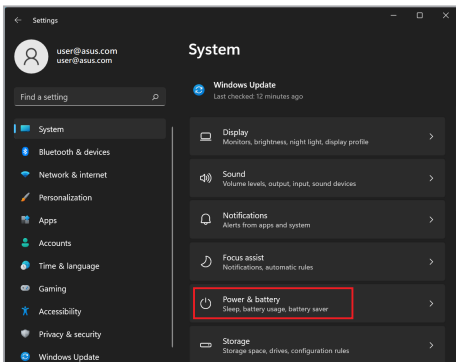 Settings
user@asus.com
user@asus.com
Find a setting
System
Bluetooth & devices
Network & internet
Personalization
Apps
Accounts
Time & language
Gaming
Accessibility
Privacy & security
Windows Update
System
Windows Update
Last checked: 12 minutes ago
Display
Monitors, brightness, night light, display profile
Sound
Volume levels, output, input, sound devices
Notifications
Alerts from apps and system
Focus assist
Notifications, automatic rules
Power & battery
Sleep, battery usage, battery saver
Storage
Storage space, drives, configuration rules